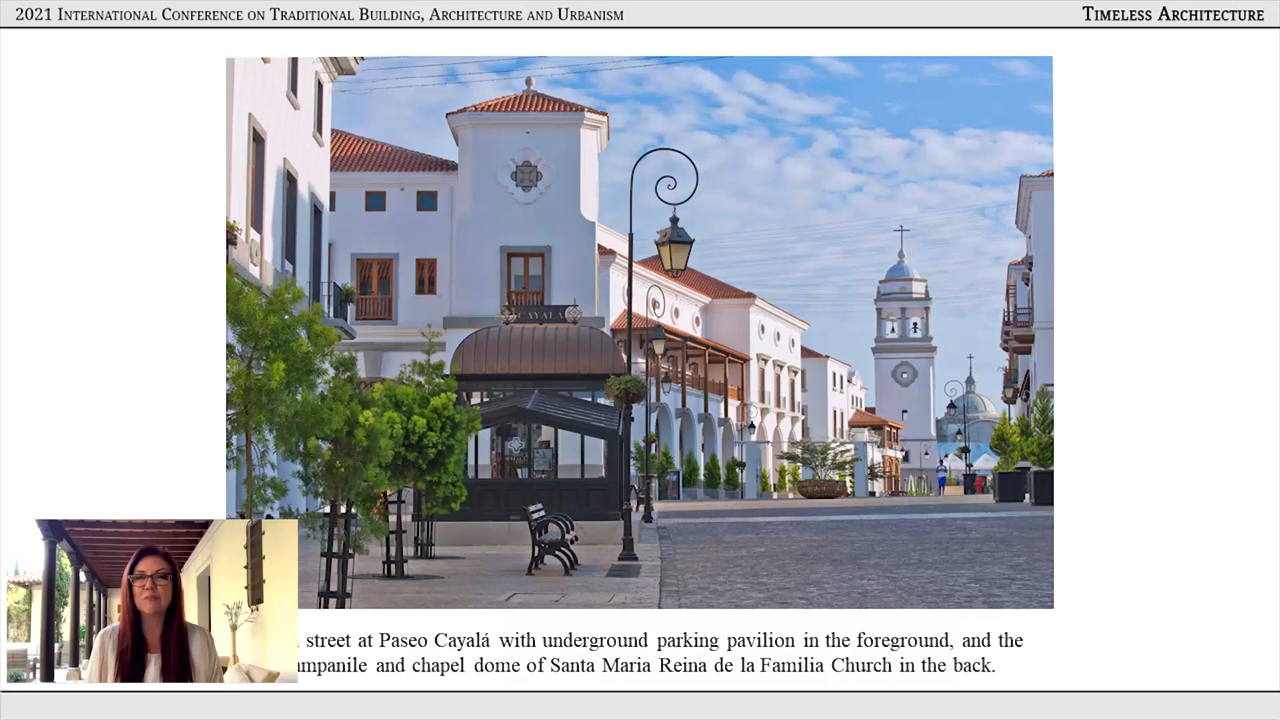 2021 International Conference on Traditional Building, Architecture and Urbanism
Timeless Architecture
CAYALÁ
street at Paseo Cayalá with underground parking pavilion in the foreground, and the
campanile and chapel dome of Santa Maria Reina de la Familia Church in the back.